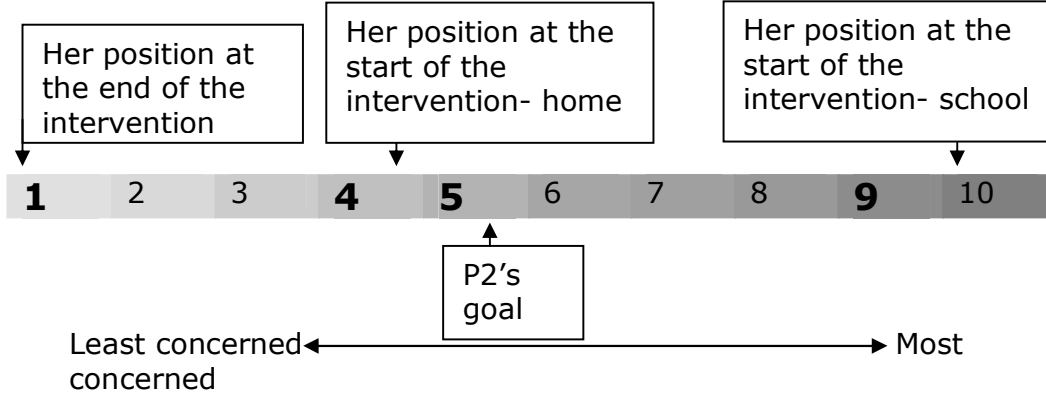 Her position at
the end of the
intervention
Her position at the
start of the
intervention- home
Her position at the
start of the
intervention- school
1 2 3 4 5 6 7 8 9 10
P2's
goal
Least concerned Most
concerned